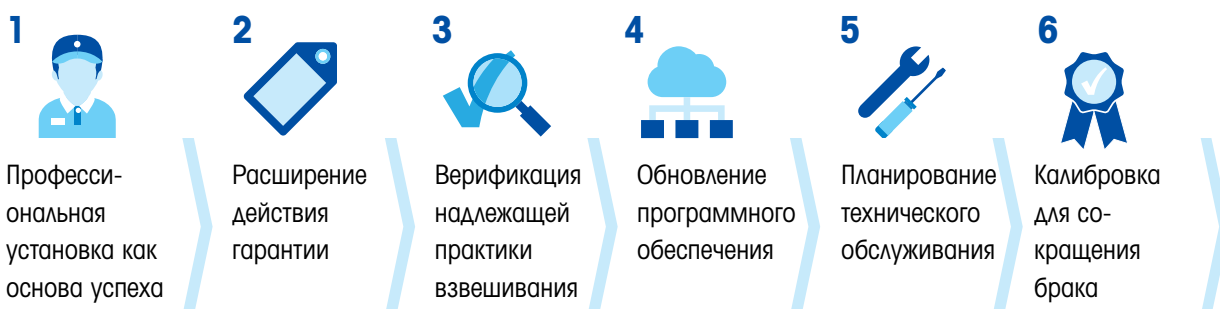 1
Професси-
ональная
установка как
основа успеха
2
Расширение
действия
гарантии
3
Верификация
надлежащей
практики
взвешивания
4
Обновление
программного
обеспечения
5
Планирование
технического
обслуживания
6
Калибровка
для со-
кращения
брака